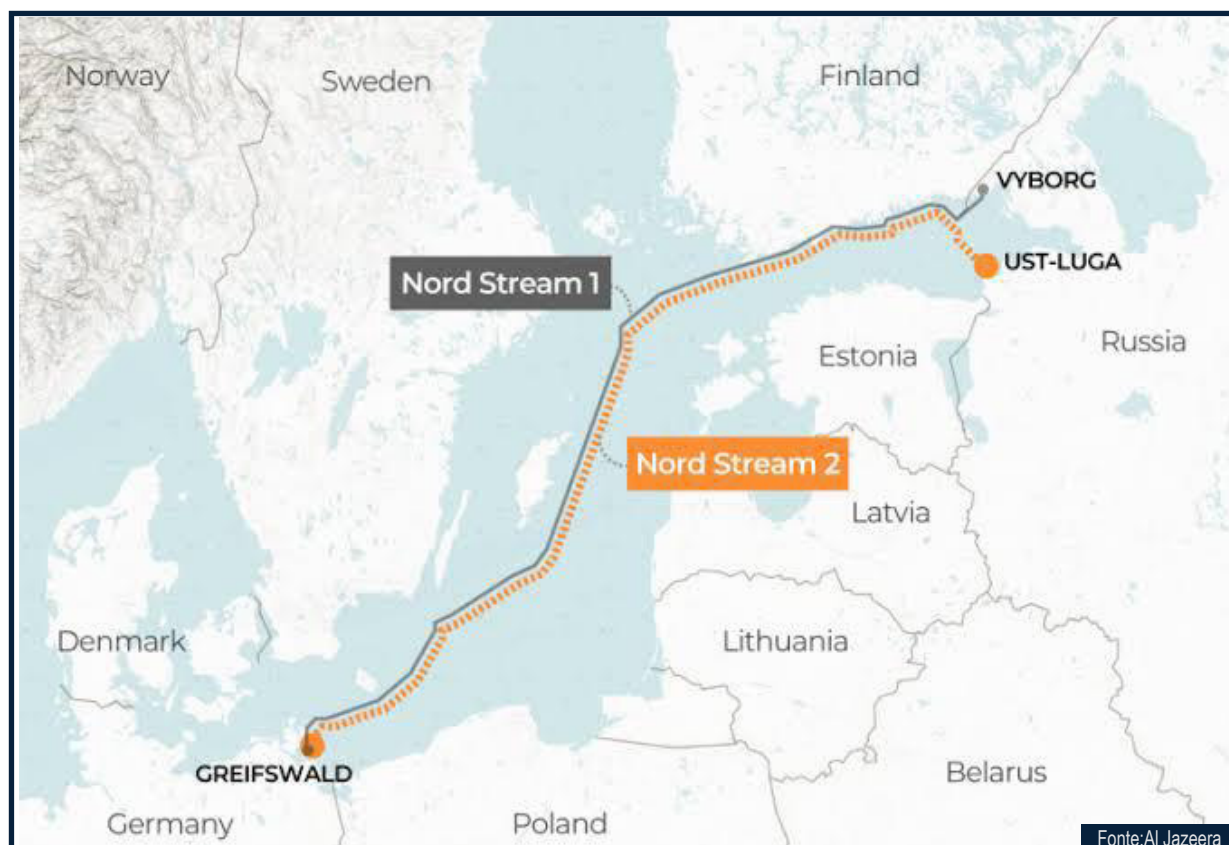 Norway
Sweden
Finland
VYBORG
UST-LUGA
Nord Stream 1
Estonia
Russia
Nord Stream 2
Latvia
Denmark
Lithuania
GREIFSWALD
Belarus
Germany
Poland
Fonte:Al Jazeera